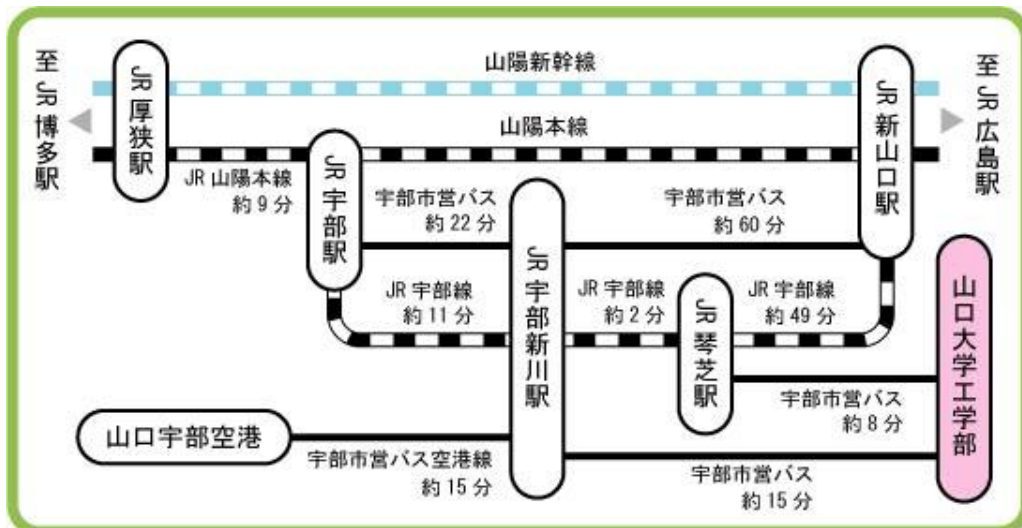 山陽新幹線
至 JR 博多駅
JR 厚狭駅
山陽本線
JR 新山口駅
至 JR 広島駅
JR 山陽本線
約 9 分
JR 宇部駅
宇部市営バス
約 22 分
宇部市営バス
約 60 分
JR 宇部線
約 11 分
JR 宇部新川駅
JR 宇部線
約 2 分
JR 琴芝駅
JR 宇部線
約 49 分
山口大学工学部
宇部市営バス
約 8 分
山口宇部空港
宇部市営バス空港線
約 15 分
宇部市営バス
約 15 分